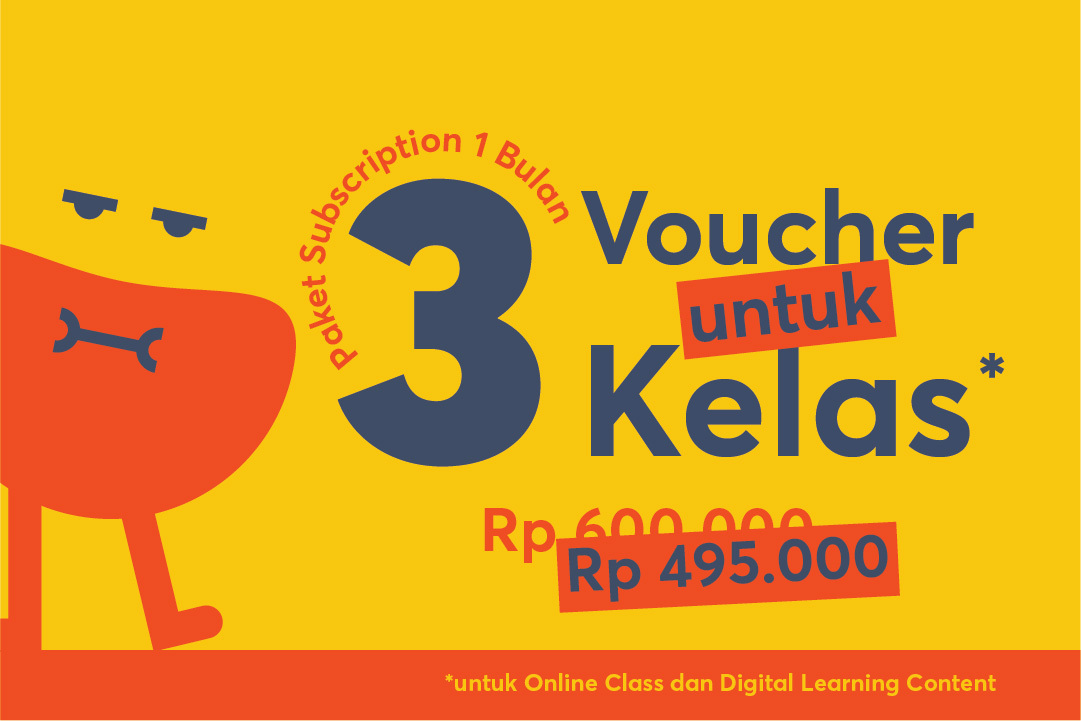 Paket Subscription 1 Bulan
3
Voucher
untuk
Kelas*
Rp 600.000
Rp 495.000
*untuk Online Class dan Digital Learning Content